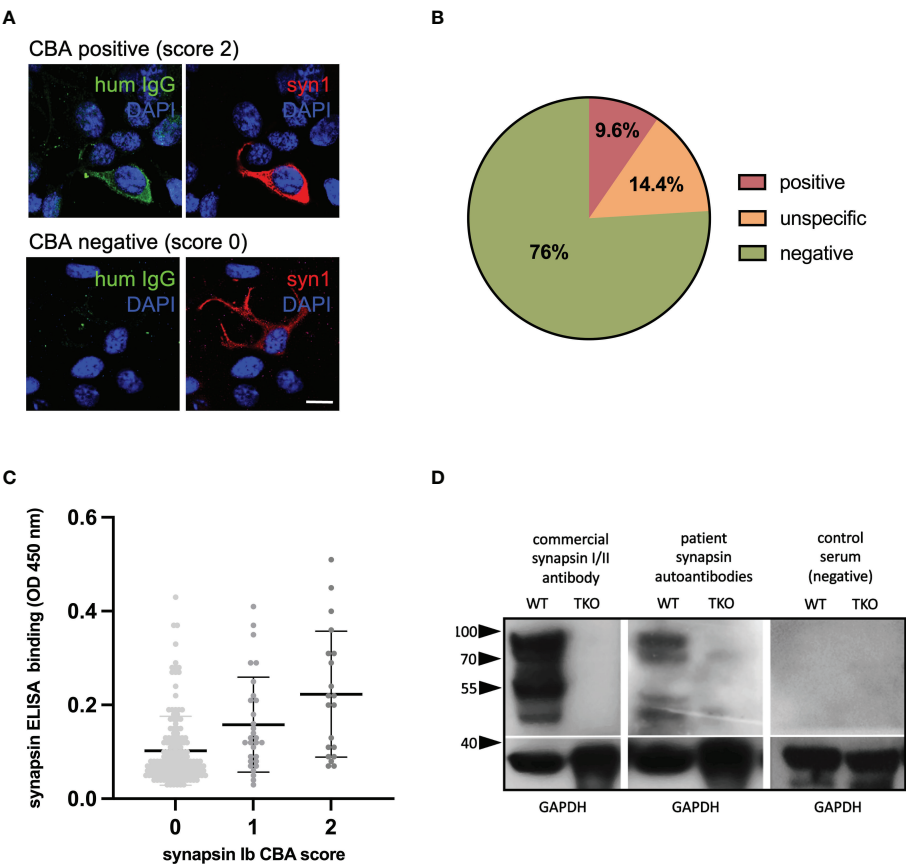 A
CBA positive (score 2)
hum IgG
DAPI
syn1
DAPI
CBA negative (score 0)
hum IgG
DAPI
syn1
DAPI
B
9.6%
14.4%
76%
positive
unspecific
negative
C
synapsin ELISA binding (OD 450 nm)
0.6
0.4
0.2
0.0
0
1
2
synapsin Ib CBA score
D
commercial
synapsin I/II
antibody
patient
synapsin
autoantibodies
control
serum
(negative)
WT TKO WT TKO WT TKO
100
70
55
40
GAPDH GAPDH GAPDH